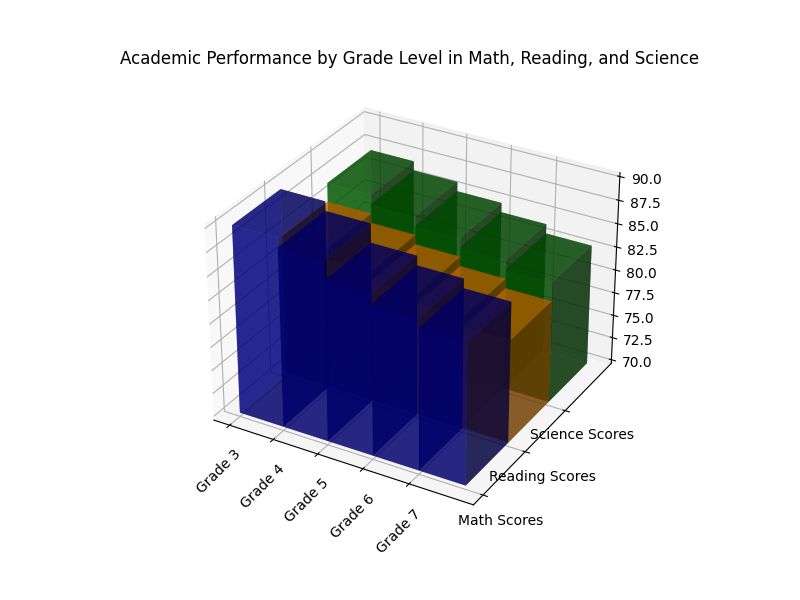 Academic Performance by Grade Level in Math, Reading, and Science
90.0
87.5
85.0
82.5
80.0
77.5
75.0
72.5
70.0
Science Scores
Reading Scores
Math Scores
Grade 3
Grade 4
Grade 5
Grade 6
Grade 7